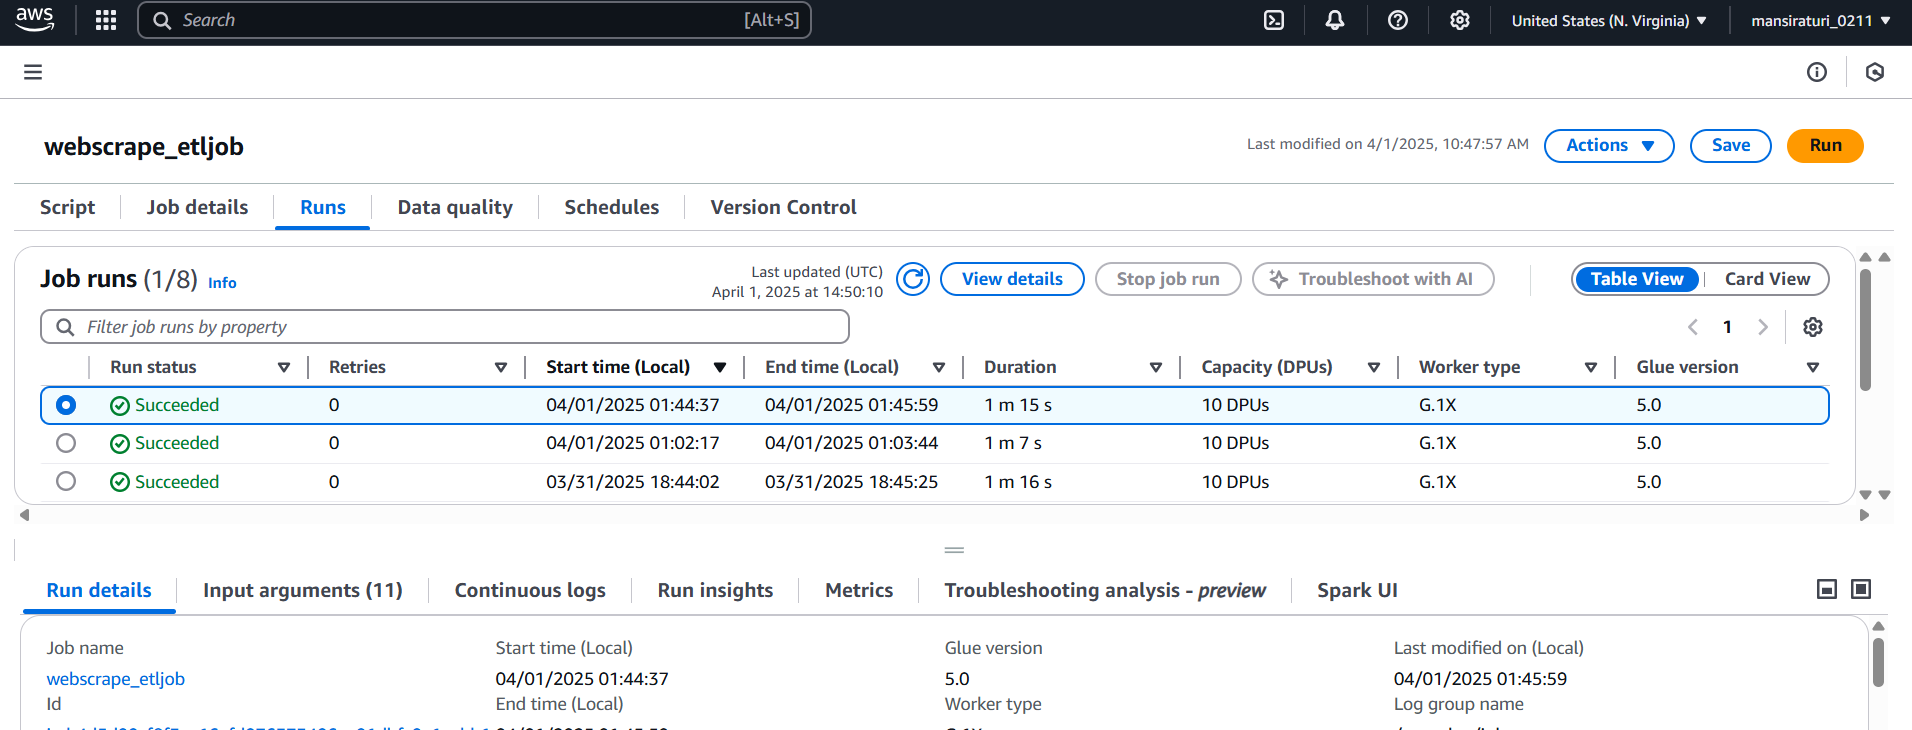 aws Search [Alt+S] United States (N. Virginia) mansiraturi_0211
webscrape_etljob Last modified on 4/1/2025, 10:47:57 AM Actions Save Run
Script Job details Runs Data quality Schedules Version Control
Job runs (1/8) Info Last updated (UTC) April 1, 2025 at 14:50:10 View details Stop job run Troubleshoot with AI Table View Card View
Filter job runs by property 1
Run status Retries Start time (Local) End time (Local) Duration Capacity (DPUs) Worker type Glue version
Succeeded 0 04/01/2025 01:44:37 04/01/2025 01:45:59 1 m 15 s 10 DPUs G.1X 5.0
Succeeded 0 04/01/2025 01:02:17 04/01/2025 01:03:44 1 m 7 s 10 DPUs G.1X 5.0
Succeeded 0 03/31/2025 18:44:02 03/31/2025 18:45:25 1 m 16 s 10 DPUs G.1X 5.0
Run details Input arguments (11) Continuous logs Run insights Metrics Troubleshooting analysis - preview Spark UI
Job name Start time (Local) Glue version Last modified on (Local)
webscrape_etljob 04/01/2025 01:44:37 5.0 04/01/2025 01:45:59
Id End time (Local) Worker type Log group name